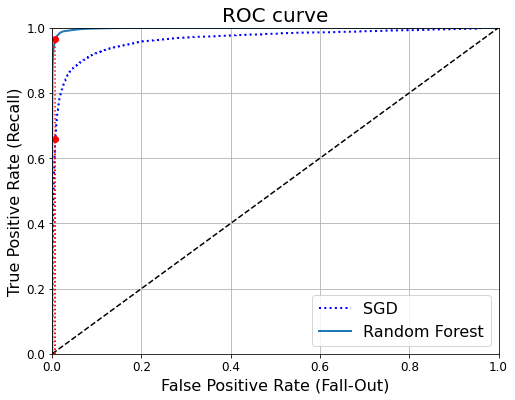 ROC curve
True Positive Rate (Recall)
1.0
0.8
0.6
0.4
0.2
0.0
0.0 0.2 0.4 0.6 0.8 1.0
False Positive Rate (Fall-Out)
SGD
Random Forest